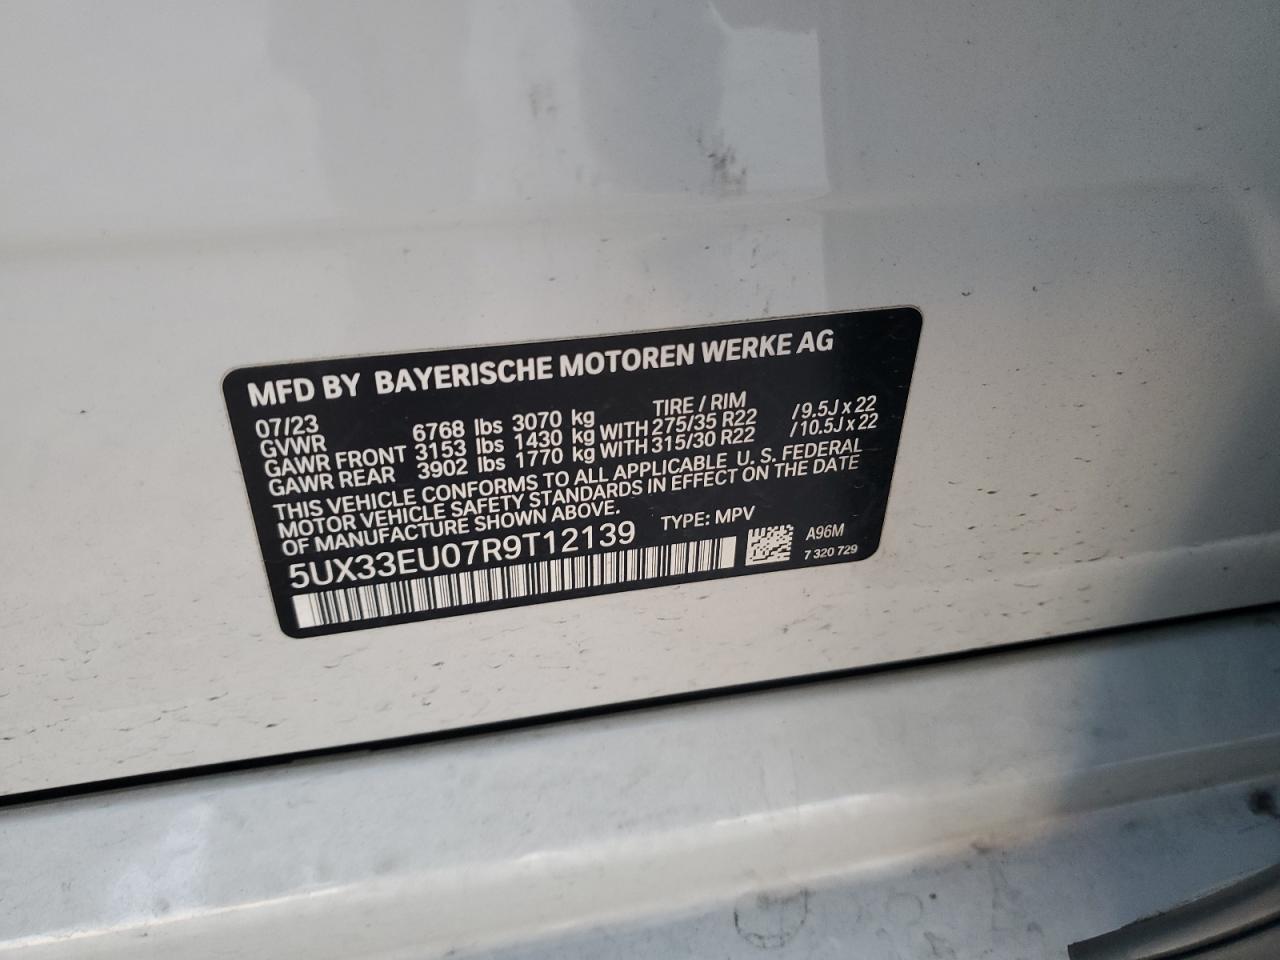 MFD BY BAYERISCHE MOTOREN WERKE AG
07/23 TIRE / RIM
GVWR 6768 lbs 3070 kg
GAWR FRONT 3153 lbs 1430 kg WITH 275/35 R22 / 9.5J x 22
GAWR REAR 3902 lbs 1770 kg WITH 315/30 R22 / 10.5J x 22
THIS VEHICLE CONFORMS TO ALL APPLICABLE U. S. FEDERAL
MOTOR VEHICLE SAFETY STANDARDS IN EFFECT ON THE DATE
OF MANUFACTURE SHOWN ABOVE.
5UX33EU07R9T12139 TYPE: MPV
A96M
7 320 729